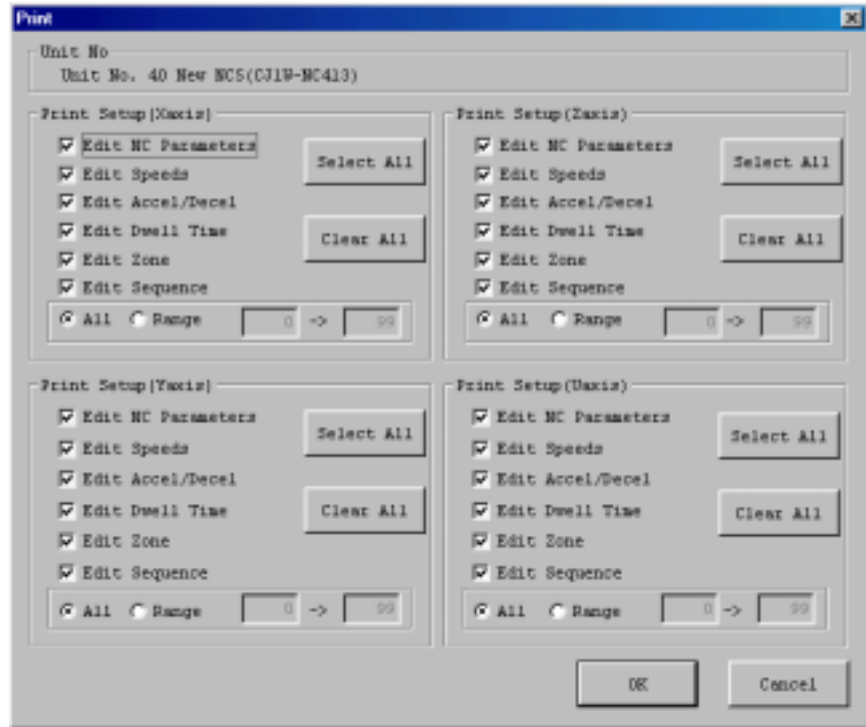 Print
Unit No
Unit No. 40 New NC5(CJ1W-NC413)
Print Setup(Xaxis)
Edit NC Parameters
Edit Speeds
Edit Accel/Decel
Edit Dwell Time
Edit Zone
Edit Sequence
Select All
Clear All
All Range 0 -> 99
Print Setup(Zaxis)
Edit NC Parameters
Edit Speeds
Edit Accel/Decel
Edit Dwell Time
Edit Zone
Edit Sequence
Select All
Clear All
All Range 0 -> 99
Print Setup(Yaxis)
Edit NC Parameters
Edit Speeds
Edit Accel/Decel
Edit Dwell Time
Edit Zone
Edit Sequence
Select All
Clear All
All Range 0 -> 99
Print Setup(Uaxis)
Edit NC Parameters
Edit Speeds
Edit Accel/Decel
Edit Dwell Time
Edit Zone
Edit Sequence
Select All
Clear All
All Range 0 -> 99
OK Cancel